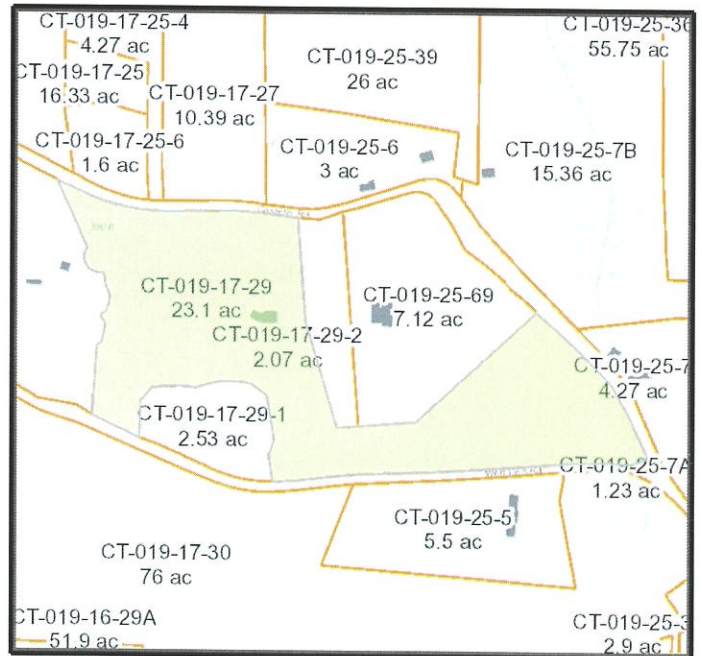 CT-019-17-25-4
4.27 ac
CT-019-25-36
55.75 ac
CT-019-25-39
26 ac
CT-019-17-25
16.33 ac
CT-019-17-27
10.39 ac
CT-019-17-25-6
1.6 ac
CT-019-25-6
3 ac
CT-019-25-7B
15.36 ac
CT-019-17-29
23.1 ac
CT-019-25-69
7.12 ac
CT-019-17-29-2
2.07 ac
CT-019-25-7
4.27 ac
CT-019-17-29-1
2.53 ac
CT-019-25-7A
1.23 ac
CT-019-25-5
5.5 ac
CT-019-17-30
76 ac
CT-019-16-29A
51.9 ac
CT-019-25-3
2.9 ac